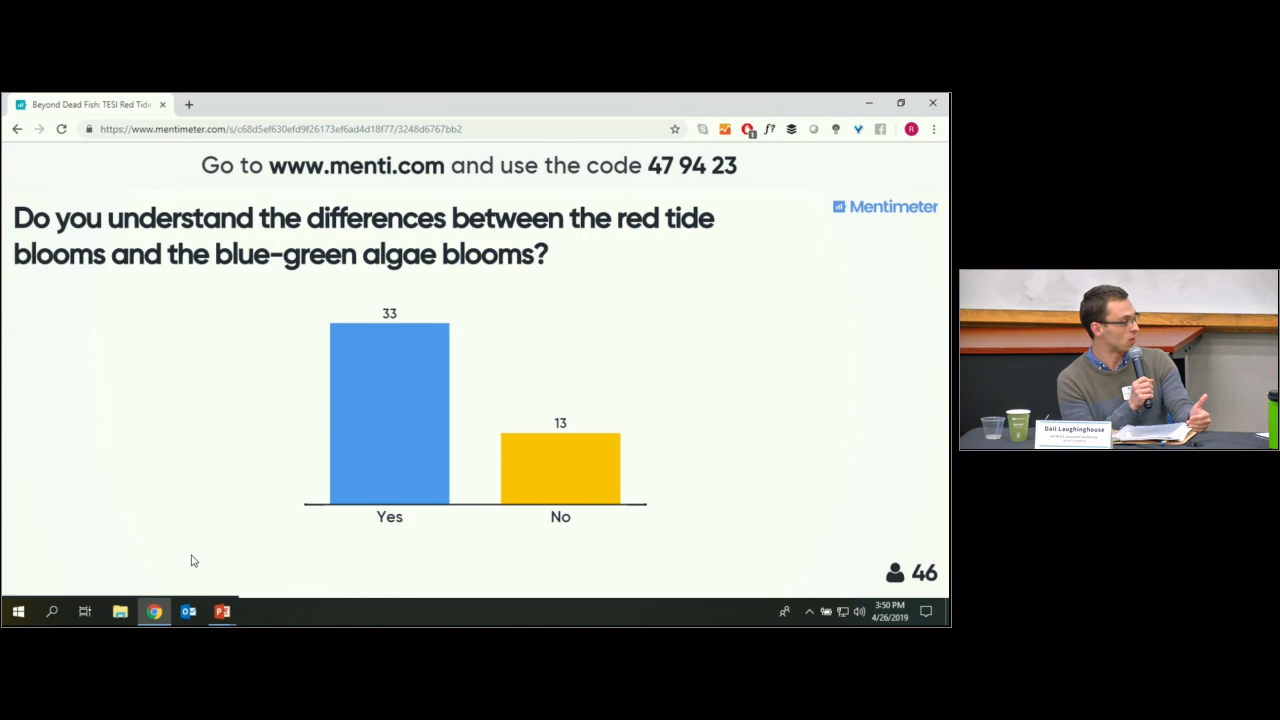 Beyond Dead Fish: TESI Red Tide
https://www.mentimeter.com/s/c68d5ef630efd9f26173ef6ad4d18f77/3248d6767bb2
f?
1
R
Go to www.menti.com and use the code 47 94 23
Mentimeter
Do you understand the differences between the red tide
blooms and the blue-green algae blooms?
33
13
Yes
No
46
3:50 PM
4/26/2019
Dail Laughinghouse